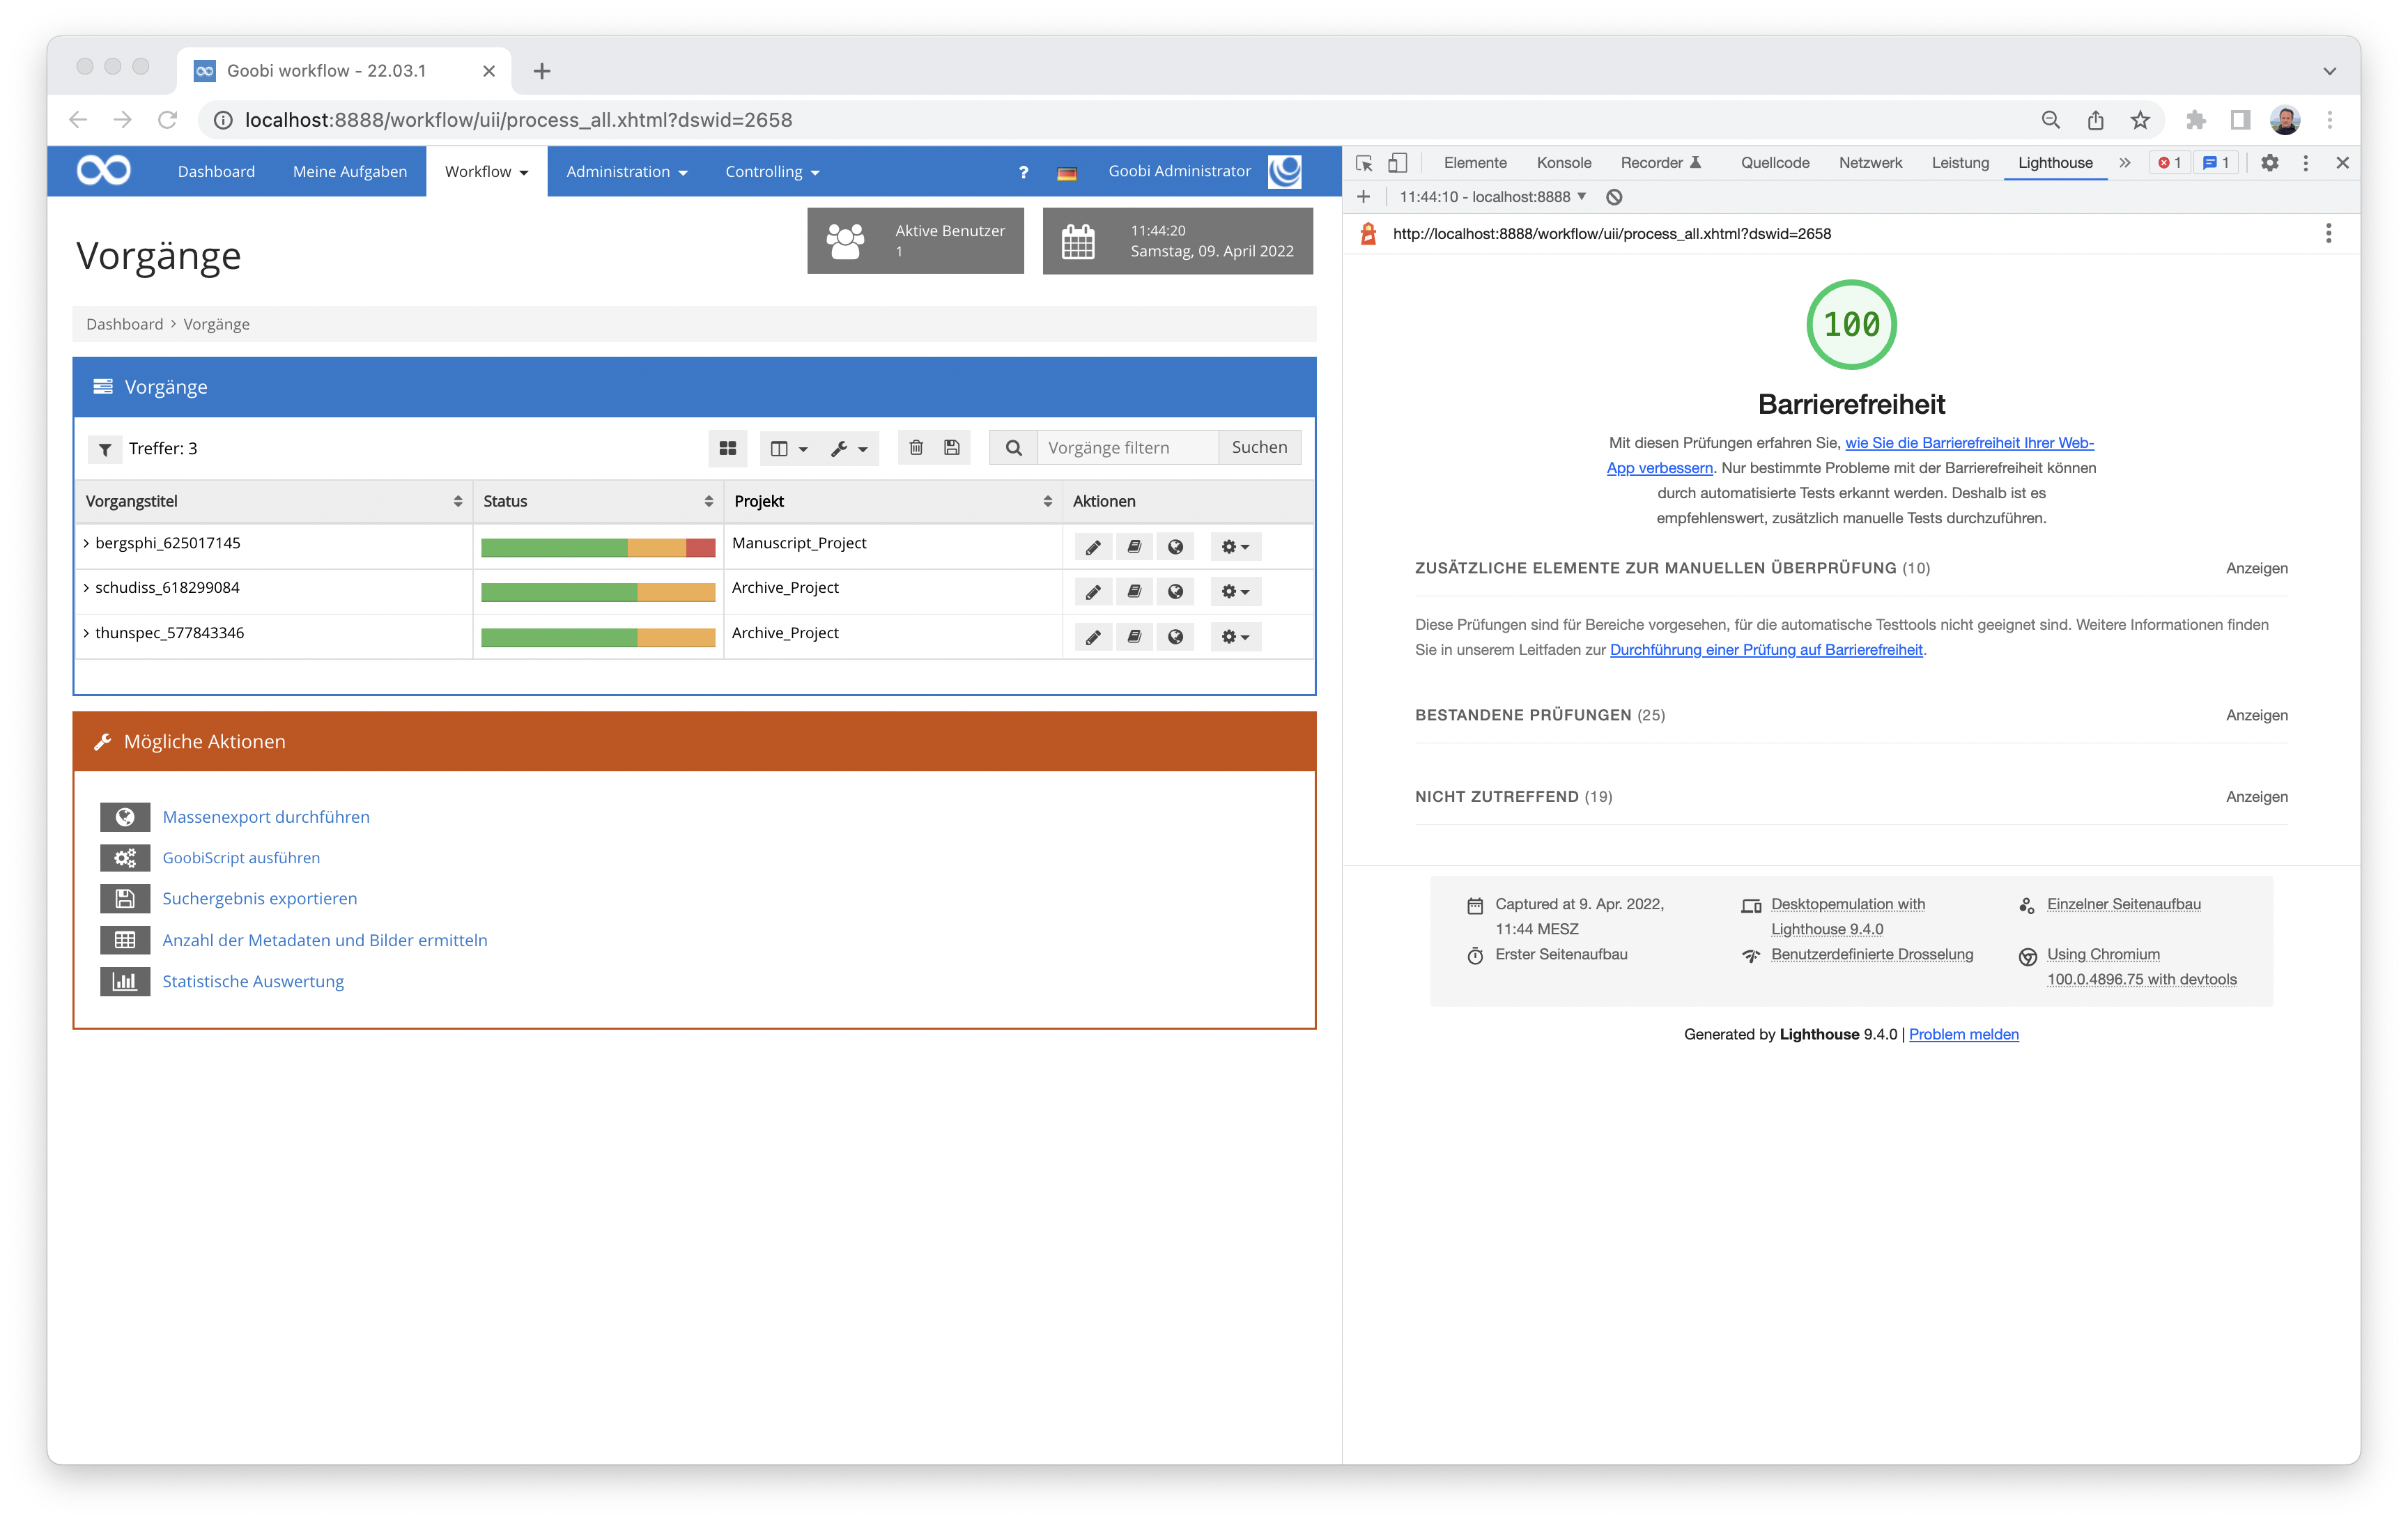 Goobi workflow - 22.03.1
localhost:8888/workflow/uii/process_all.xhtml?dswid=2658
Dashboard
Meine Aufgaben
Workflow
Administration
Controlling
?
Goobi Administrator
Vorgänge
Aktive Benutzer
1
11:44:20
Samstag, 09. April 2022
Dashboard > Vorgänge
Vorgänge
Treffer: 3
Vorgänge filtern
Suchen
Vorgangstitel
Status
Projekt
Aktionen
bergsphi_625017145
Manuscript_Project
schudiss_618299084
Archive_Project
thunspec_577843346
Archive_Project
Mögliche Aktionen
Massenexport durchführen
GoobiScript ausführen
Suchergebnis exportieren
Anzahl der Metadaten und Bilder ermitteln
Statistische Auswertung
Elemente
Konsole
Recorder
Quellcode
Netzwerk
Leistung
Lighthouse
1
1
11:44:10 - localhost:8888
http://localhost:8888/workflow/uii/process_all.xhtml?dswid=2658
100
Barrierefreiheit
Mit diesen Prüfungen erfahren Sie, wie Sie die Barrierefreiheit Ihrer Web-
App verbessern. Nur bestimmte Probleme mit der Barrierefreiheit können
durch automatisierte Tests erkannt werden. Deshalb ist es
empfehlenswert, zusätzlich manuelle Tests durchzuführen.
ZUSÄTZLICHE ELEMENTE ZUR MANUELLEN ÜBERPRÜFUNG (10)
Anzeigen
Diese Prüfungen sind für Bereiche vorgesehen, für die automatische Testtools nicht geeignet sind. Weitere Informationen finden
Sie in unserem Leitfaden zur Durchführung einer Prüfung auf Barrierefreiheit.
BESTANDENE PRÜFUNGEN (25)
Anzeigen
NICHT ZUTREFFEND (19)
Anzeigen
Captured at 9. Apr. 2022,
11:44 MESZ
Desktopemulation with
Lighthouse 9.4.0
Einzelner Seitenaufbau
Erster Seitenaufbau
Benutzerdefinierte Drosselung
Using Chromium
100.0.4896.75 with devtools
Generated by Lighthouse 9.4.0 | Problem melden